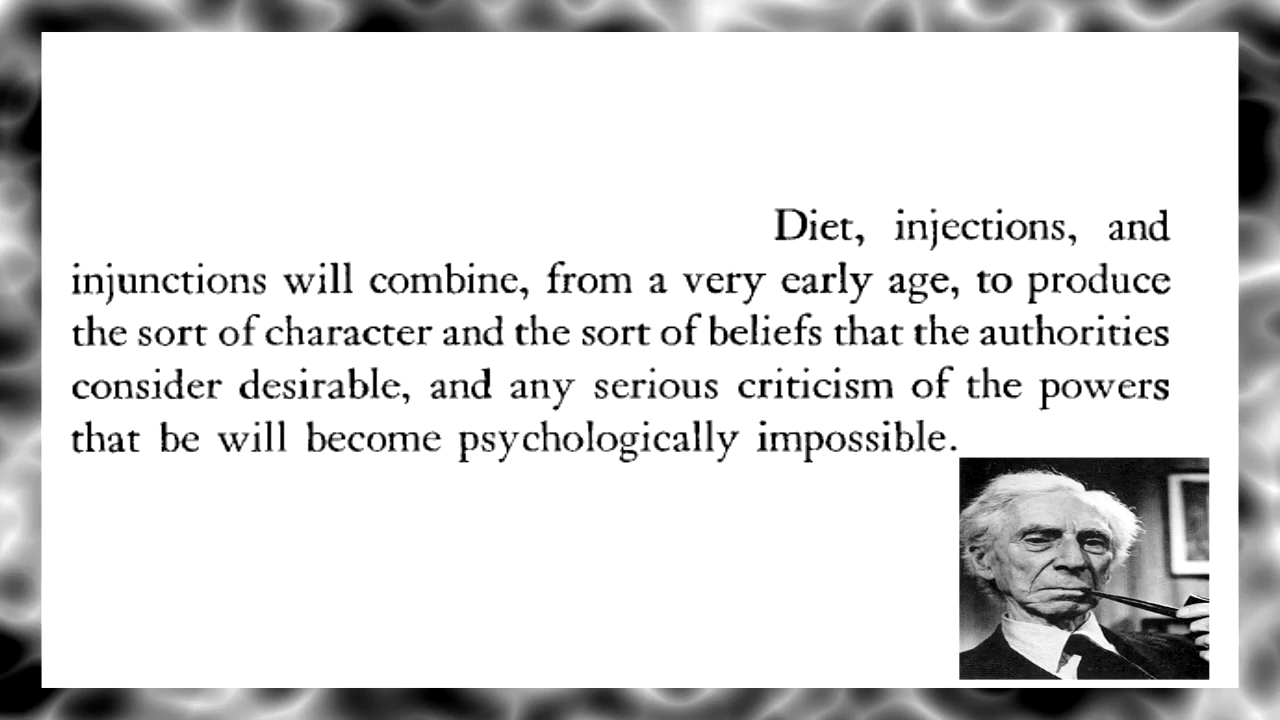 Diet, injections, and
injunctions will combine, from a very early age, to produce
the sort of character and the sort of beliefs that the authorities
consider desirable, and any serious criticism of the powers
that be will become psychologically impossible.